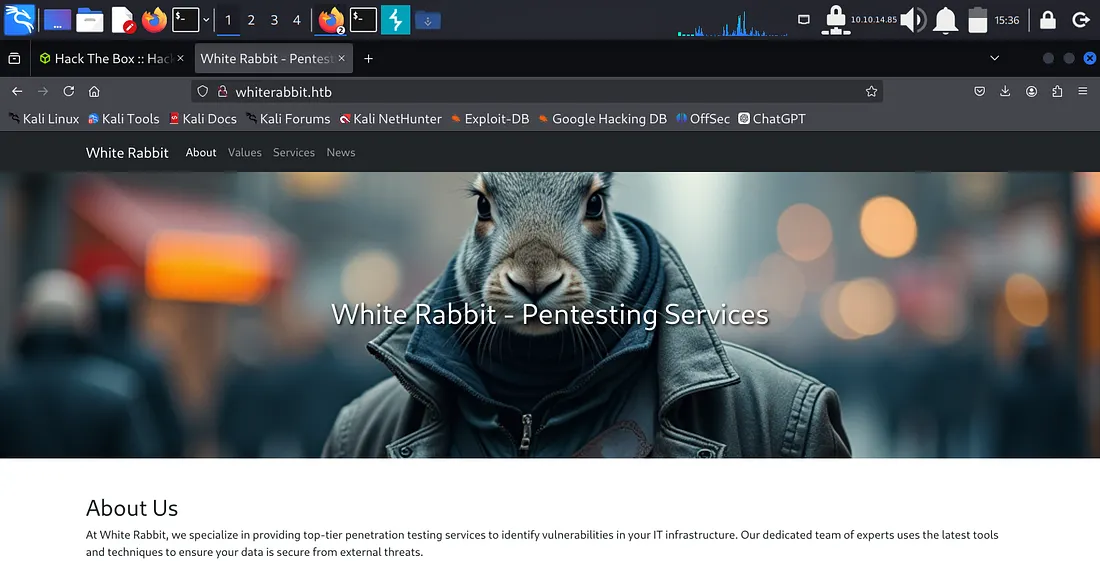 1 2 3 4 2 10.10.14.85 15:36
Hack The Box :: Hac White Rabbit - Pentest
whiterabbit.htb
Kali Linux Kali Tools Kali Docs Kali Forums Kali NetHunter Exploit-DB Google Hacking DB OffSec ChatGPT
White Rabbit About Values Services News
White Rabbit - Pentesting Services
About Us
At White Rabbit, we specialize in providing top-tier penetration testing services to identify vulnerabilities in your IT infrastructure. Our dedicated team of experts uses the latest tools
and techniques to ensure your data is secure from external threats.